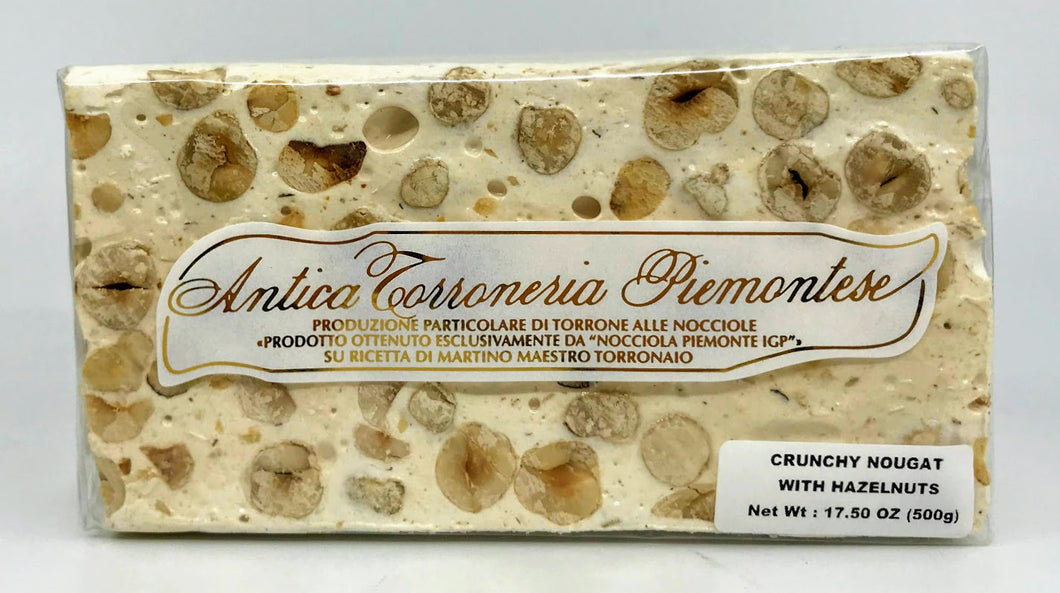 Antica Torroneria Piemontese
PRODUZIONE PARTICOLARE DI TORRONE ALLE NOCCIOLE
«PRODOTTO OTTENUTO ESCLUSIVAMENTE DA "NOCCIOLA PIEMONTE IGP"»
SU RICETTA DI MARTINO MAESTRO TORRONAIO
CRUNCHY NOUGAT
WITH HAZELNUTS
Net Wt : 17.50 OZ (500g)